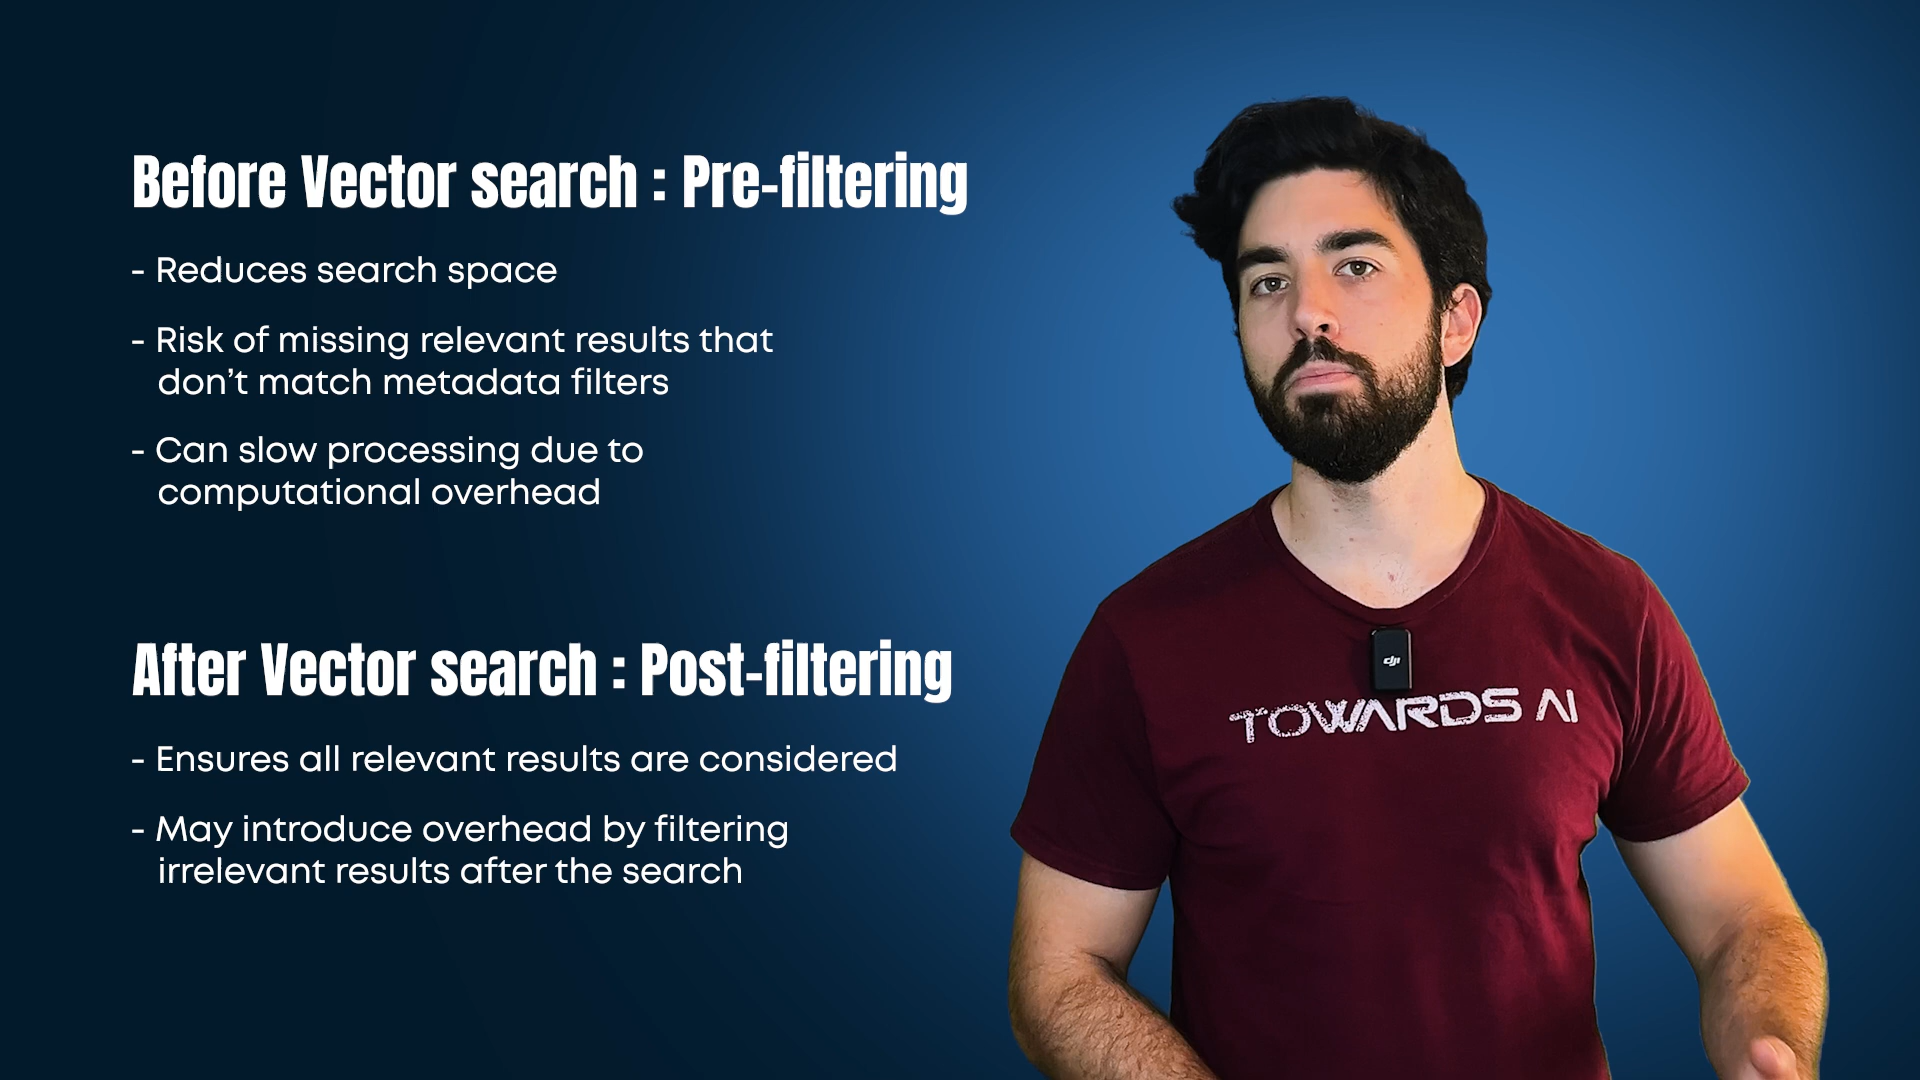 Before Vector search : Pre-filtering
- Reduces search space
- Risk of missing relevant results that
don't match metadata filters
- Can slow processing due to
computational overhead
After Vector search : Post-filtering
- Ensures all relevant results are considered
- May introduce overhead by filtering
irrelevant results after the search
dji
TOWARDS AI